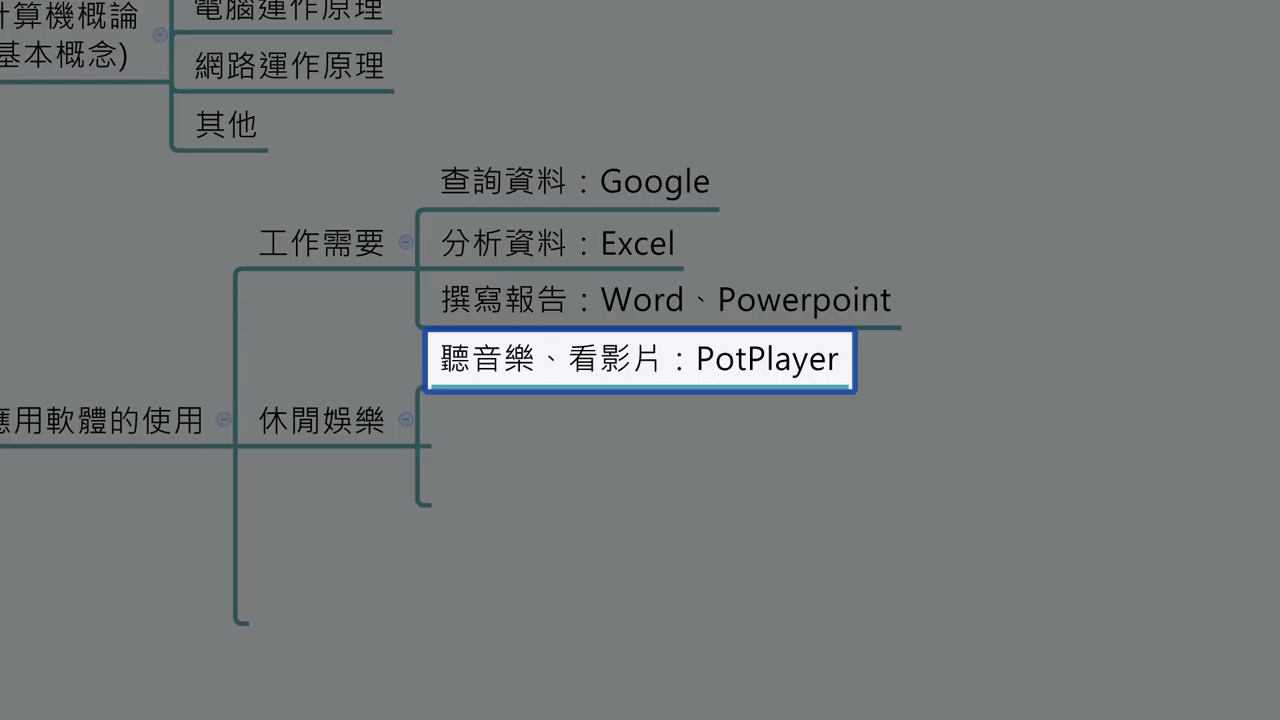 計算機概論
基本概念)
電腦運作原理
網路運作原理
其他
工作需要
查詢資料：Google
分析資料：Excel
撰寫報告：Word、Powerpoint
應用軟體的使用
休閒娛樂
聽音樂、看影片：PotPlayer